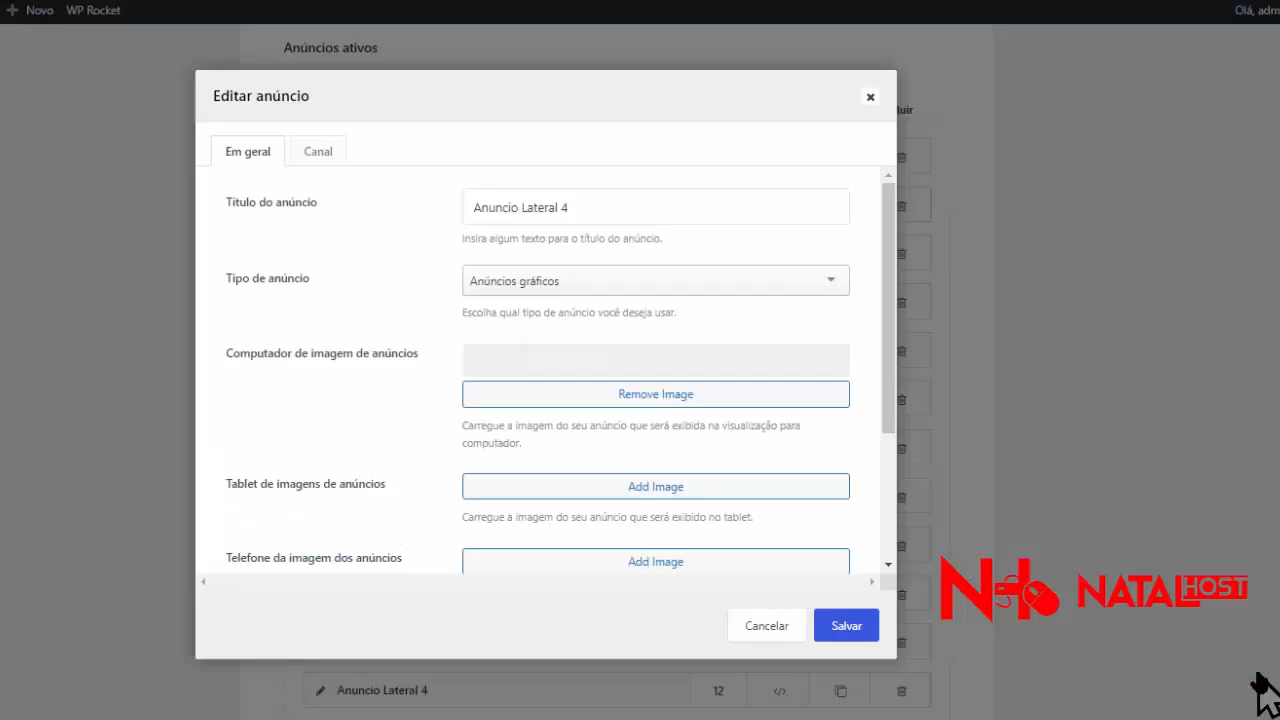 Novo WP Rocket Olá, adm
Anúncios ativos
Editar anúncio
luir
Em geral Canal
Título do anúncio
Anuncio Lateral 4
Insira algum texto para o título do anúncio.
Tipo de anúncio
Anúncios gráficos
Escolha qual tipo de anúncio você deseja usar.
Computador de imagem de anúncios
Remove Image
Carregue a imagem do seu anúncio que será exibida na visualização para
computador.
Tablet de imagens de anúncios
Add Image
Carregue a imagem do seu anúncio que será exibido no tablet.
Telefone da imagem dos anúncios
Add Image
NATALHOST
Cancelar Salvar
Anuncio Lateral 4 12 </>